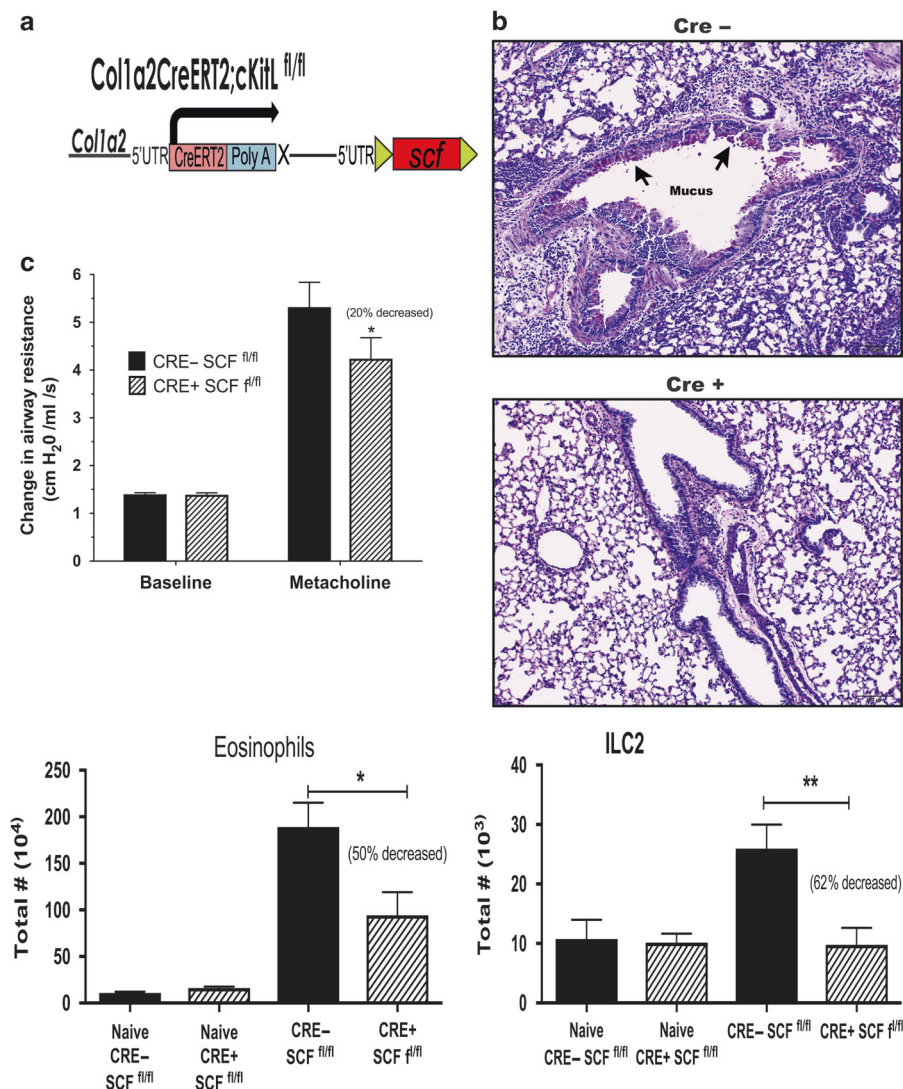 a
Col1a2CreERT2;cKitL fl/fl
Col1a2
5'UTR
CreERT2
Poly A
X
5'UTR
scf
b
Cre –
Mucus
Cre +
c
Change in airway resistance
(cm H20/ml /s)
6
5
4
3
2
1
0
CRE– SCF fl/fl
CRE+ SCF fl/fl
(20% decreased)
*
Baseline
Metacholine
Eosinophils
Total # (10⁴)
250
200
150
100
50
0
*
(50% decreased)
Naive
CRE–
SCF fl/fl
Naive
CRE+
SCF fl/fl
CRE–
SCF fl/fl
CRE+
SCF fl/fl
ILC2
Total # (10³)
40
30
20
10
0
**
(62% decreased)
Naive
CRE– SCF fl/fl
Naive
CRE+ SCF fl/fl
CRE– SCF fl/fl
CRE+ SCF fl/fl